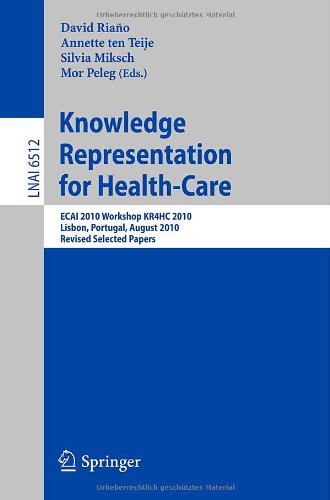 Urheberrechtlich geschütztes Material
David Riaño
Annette ten Teije
Silvia Miksch
Mor Peleg (Eds.)
LNAI 6512
Knowledge
Representation
for Health-Care
ECAI 2010 Workshop KR4HC 2010
Lisbon, Portugal, August 2010
Revised Selected Papers
Springer
Urheberrechtlich geschütztes Material